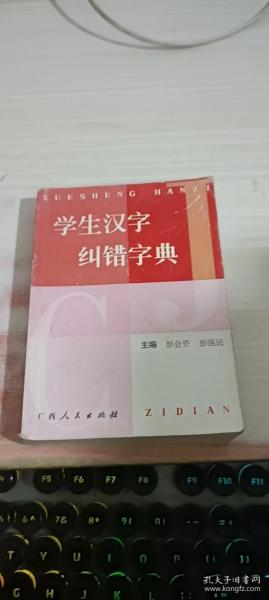 XUESHENG HANZI
学生汉字
纠错字典
主编 彭会资 彭强民
广西人民出版社
ZIDIAN
F5 F6 F7 F8 F9 F10
T Y U I O P
孔夫子旧书网